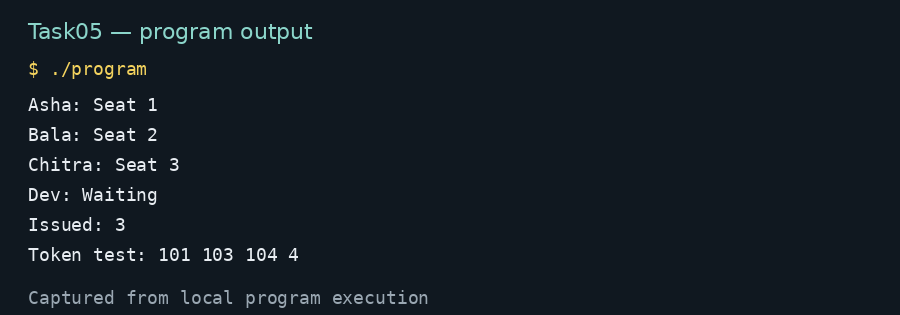 Task05 — program output
$ ./program
Asha: Seat 1
Bala: Seat 2
Chitra: Seat 3
Dev: Waiting
Issued: 3
Token test: 101 103 104 4
Captured from local program execution